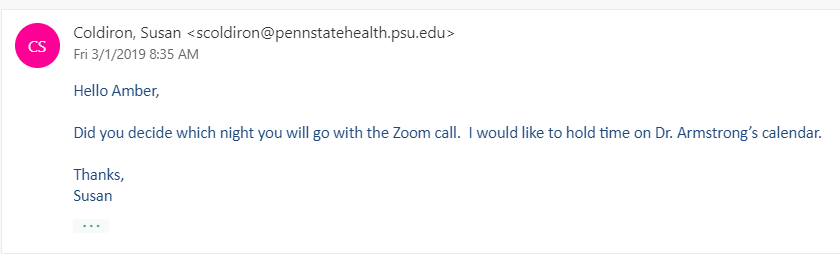 CS
Coldiron, Susan <scoldiron@pennstatehealth.psu.edu>
Fri 3/1/2019 8:35 AM
Hello Amber,
Did you decide which night you will go with the Zoom call.  I would like to hold time on Dr. Armstrong’s calendar.
Thanks,
Susan
...